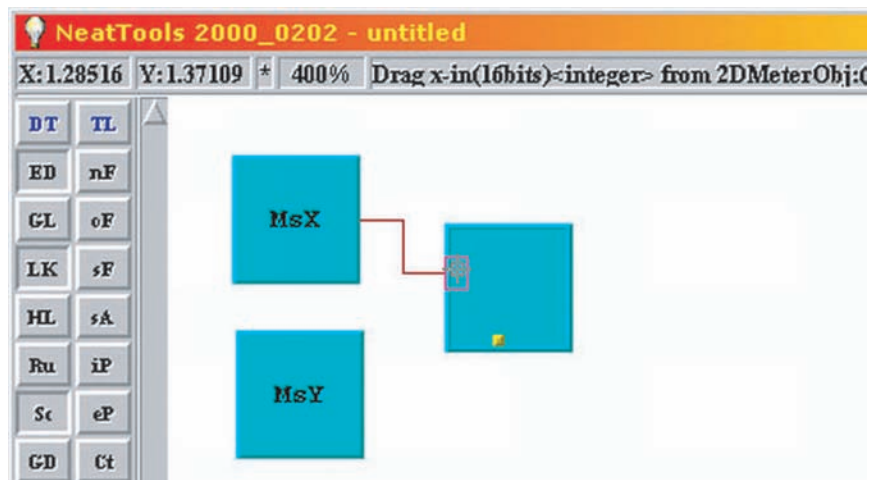 NeatTools 2000_0202 - untitled
X:1.28516 Y:1.37109 * 400% Drag x-in(16bits)<integer> from 2DMeterObj:(
DT TL
ED nF
GL oF
LK sF
HL sA
Ru iP
Sc eP
GD Ct
MsX
MsY